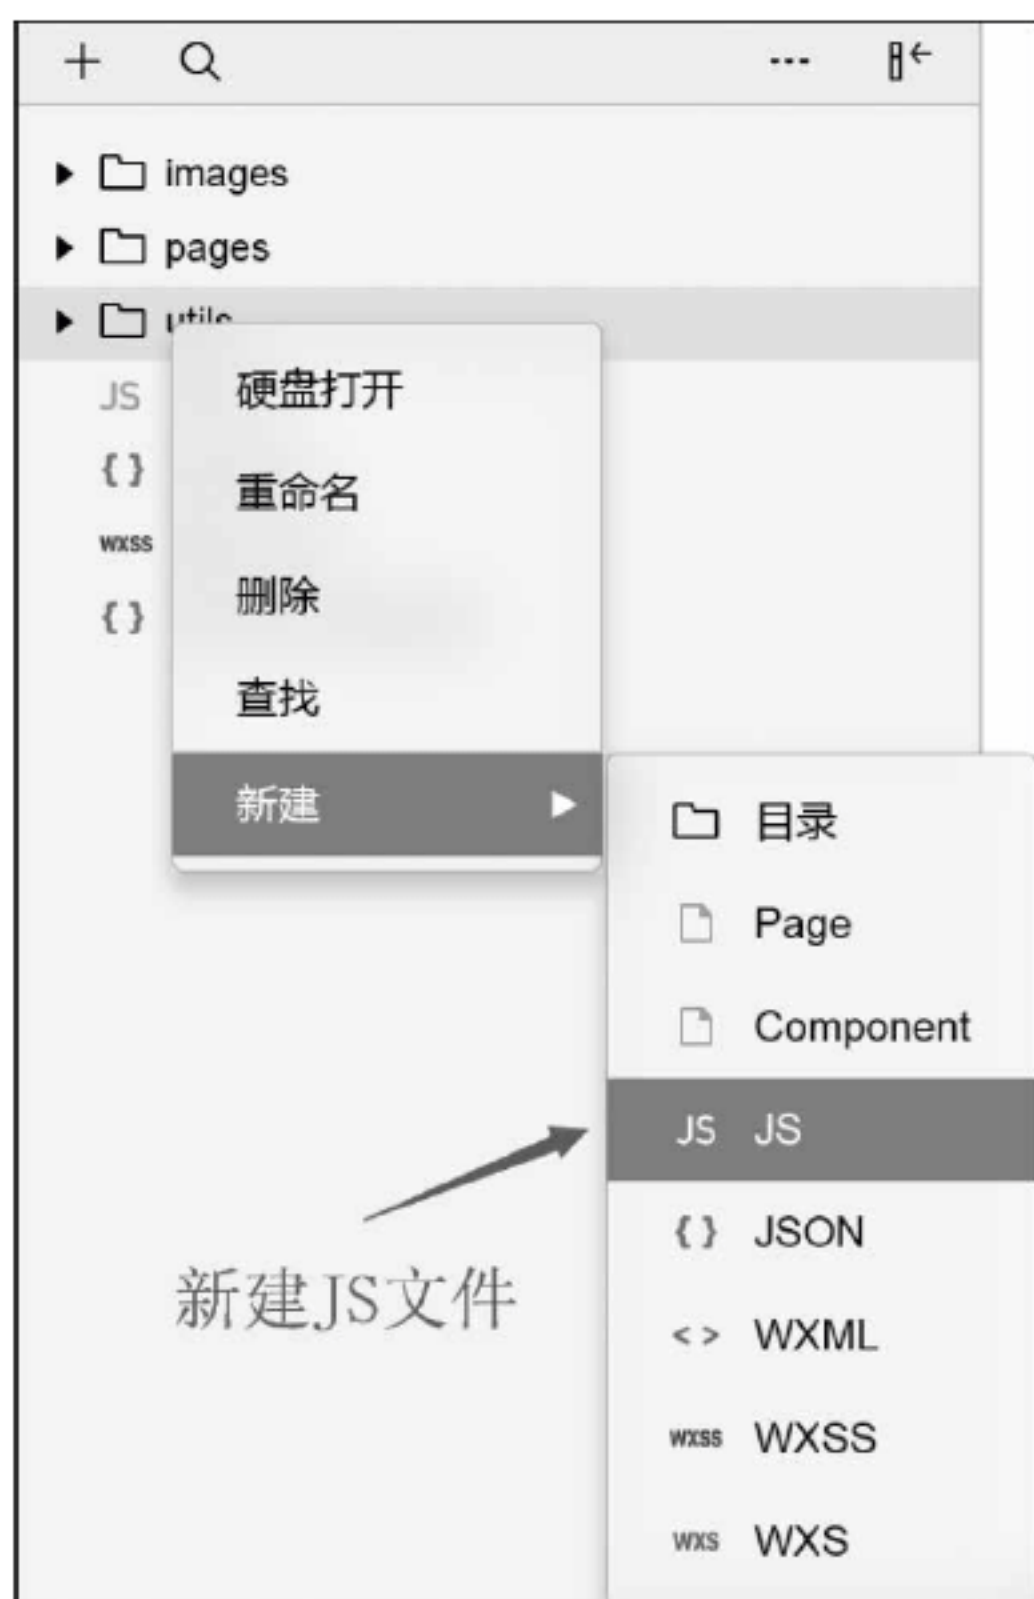 images
pages
utils
JS
{ }
WXSS
{ }
硬盘打开
重命名
删除
查找
新建
目录
Page
Component
JS JS
{ } JSON
< > WXML
WXSS WXSS
WXS WXS
新建JS文件